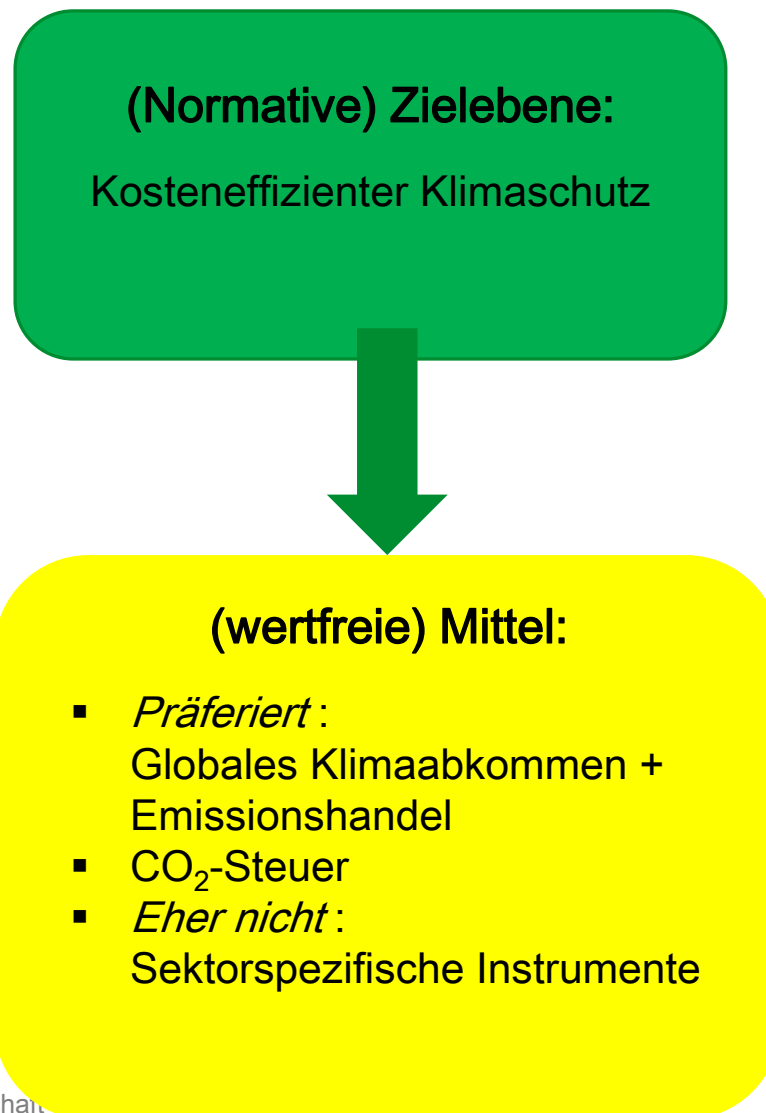 (Normative) Zielebene:
Kosteneffizienter Klimaschutz
(wertfreie) Mittel:
▪ Präferiert :
Globales Klimaabkommen +
Emissionshandel
▪ CO₂-Steuer
▪ Eher nicht :
Sektorspezifische Instrumente